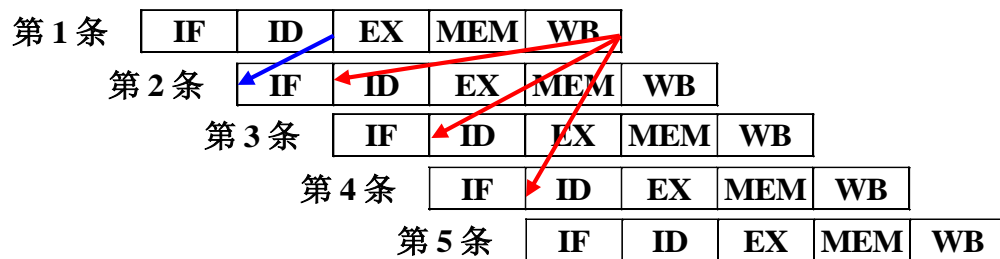 第 1 条 IF ID EX MEM WB
第 2 条 IF ID EX MEM WB
第 3 条 IF ID EX MEM WB
第 4 条 IF ID EX MEM WB
第 5 条 IF ID EX MEM WB